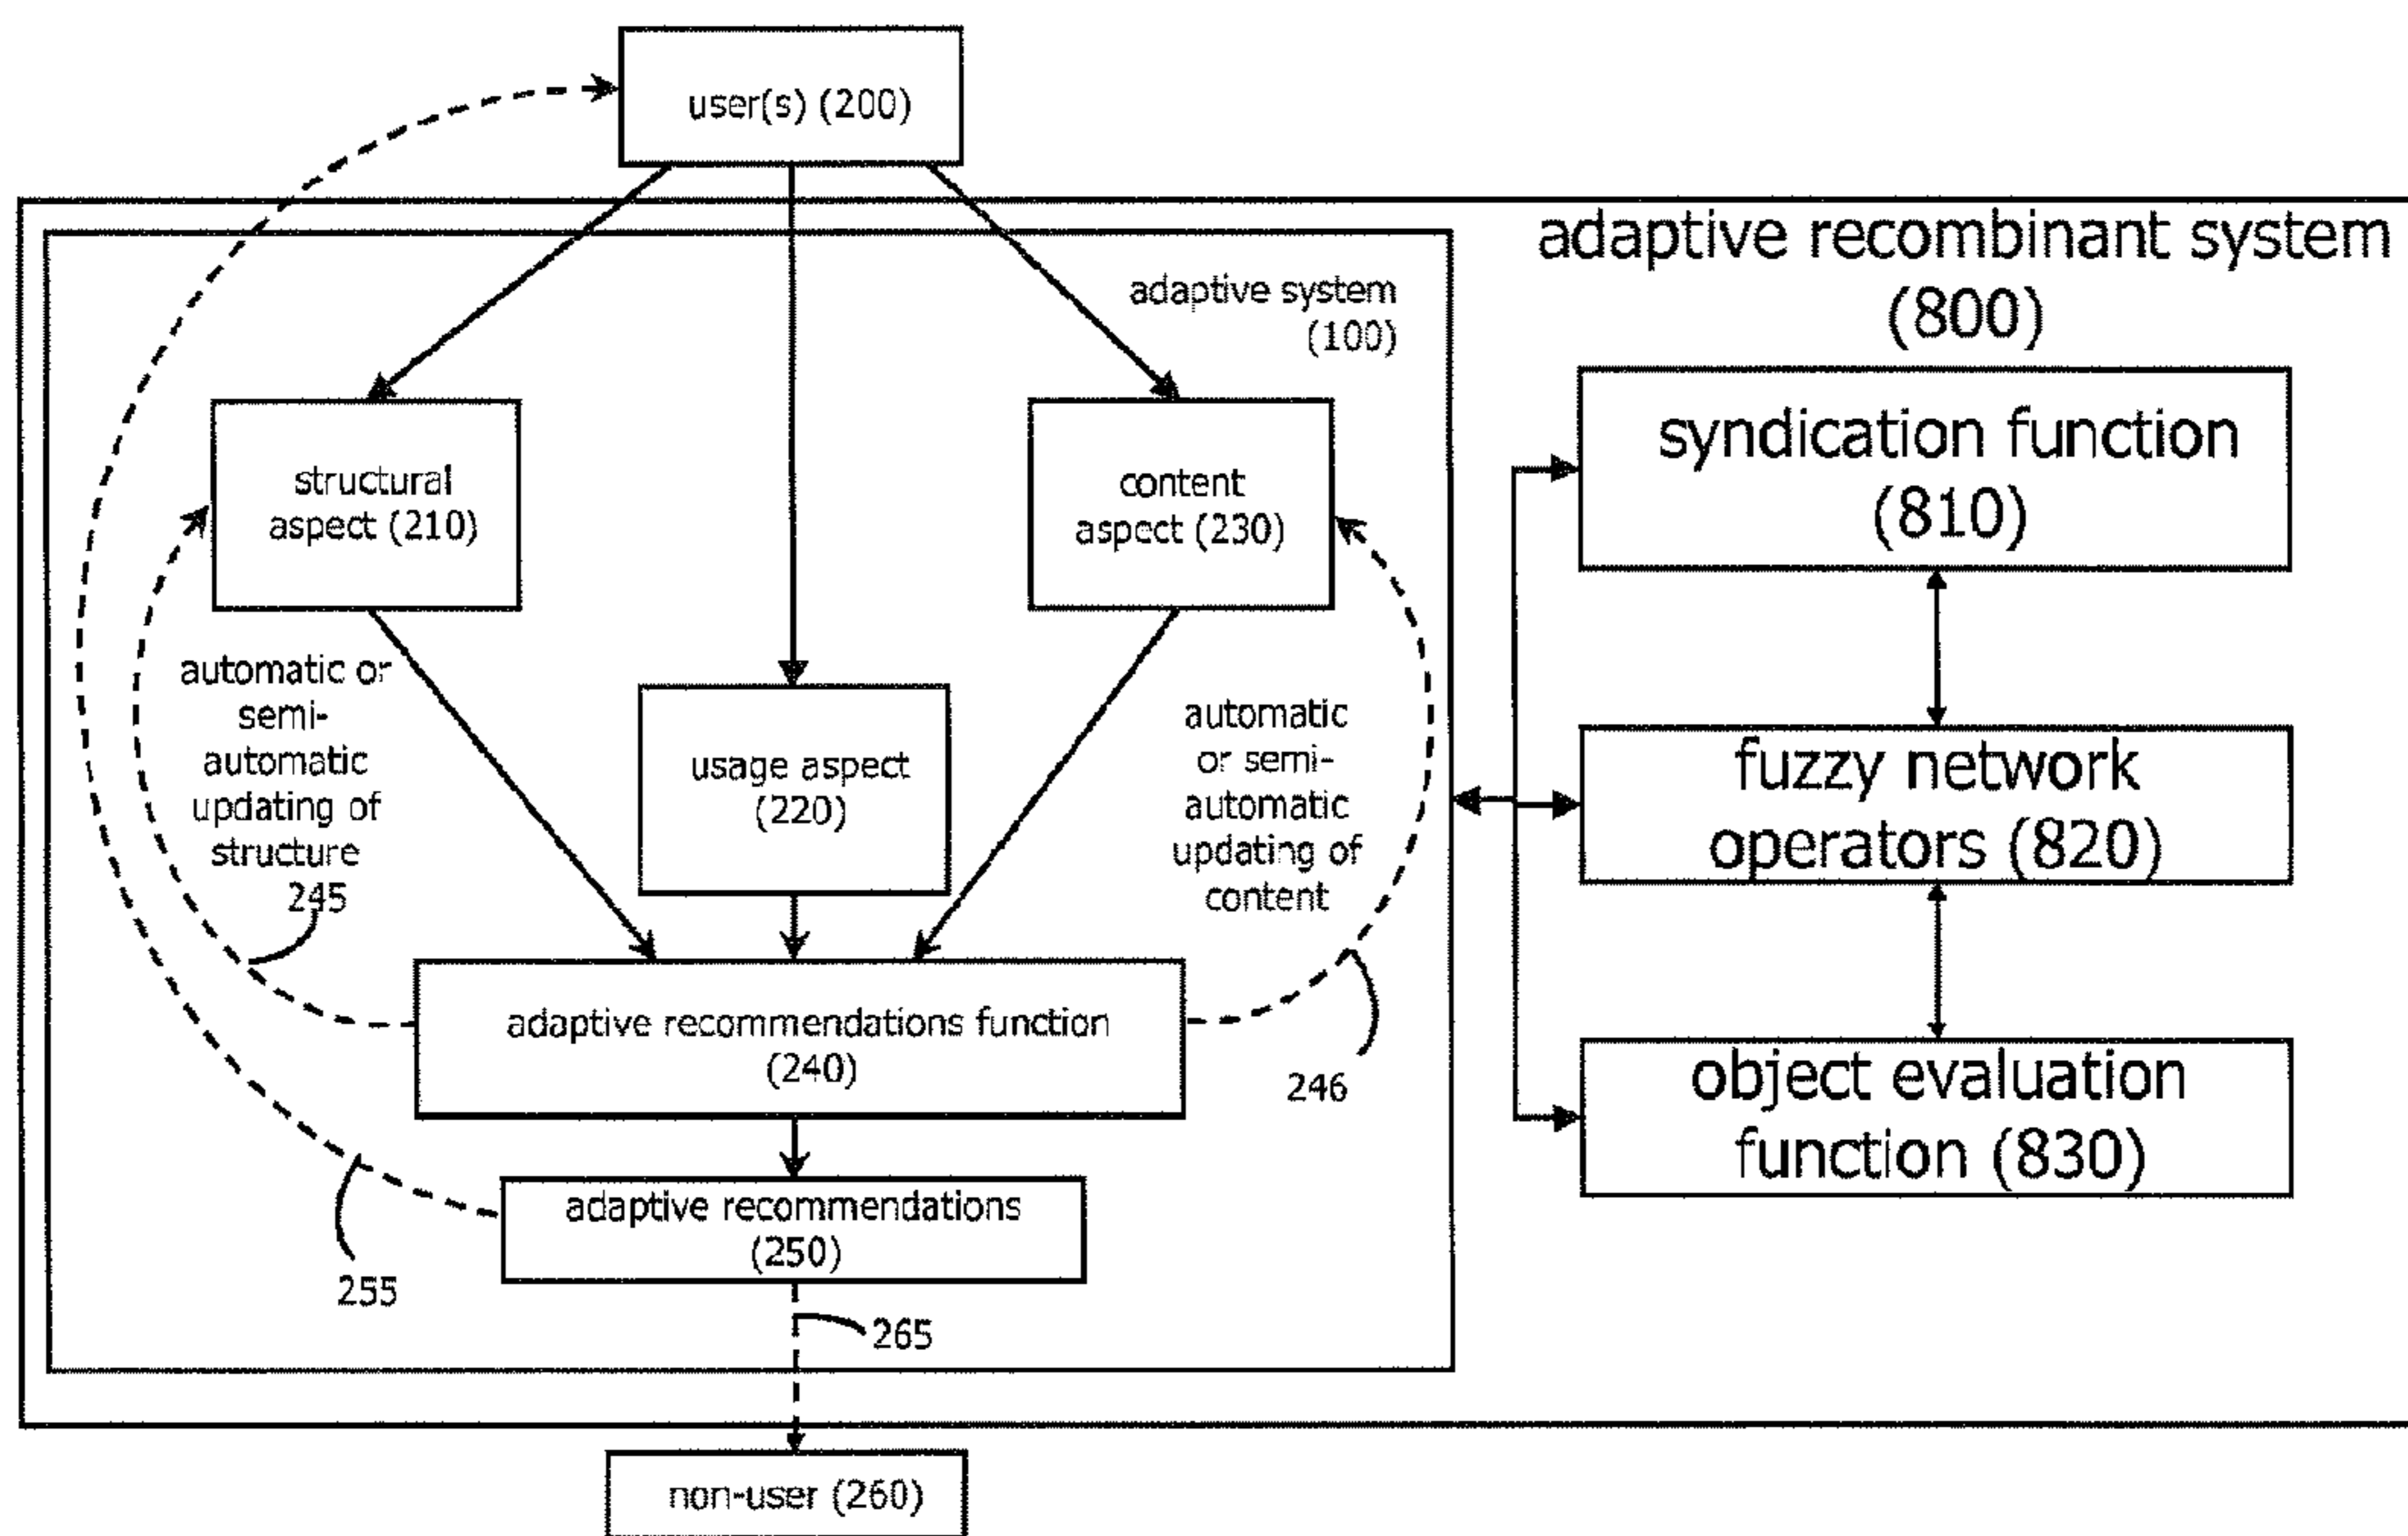 user(s) (200)
adaptive recombinant system
(800)
adaptive system
(100)
syndication function
(810)
structural
aspect (210)
content
aspect (230)
automatic or
semi-
automatic
updating of
structure
245
usage aspect
(220)
automatic
or semi-
automatic
updating of
content
fuzzy network
operators (820)
adaptive recommendations function
(240)
246
object evaluation
function (830)
adaptive recommendations
(250)
255
265
non-user (260)